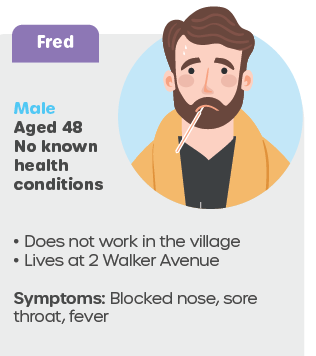 Fred
Male
Aged 48
No known
health
conditions
• Does not work in the village
• Lives at 2 Walker Avenue
Symptoms: Blocked nose, sore
throat, fever